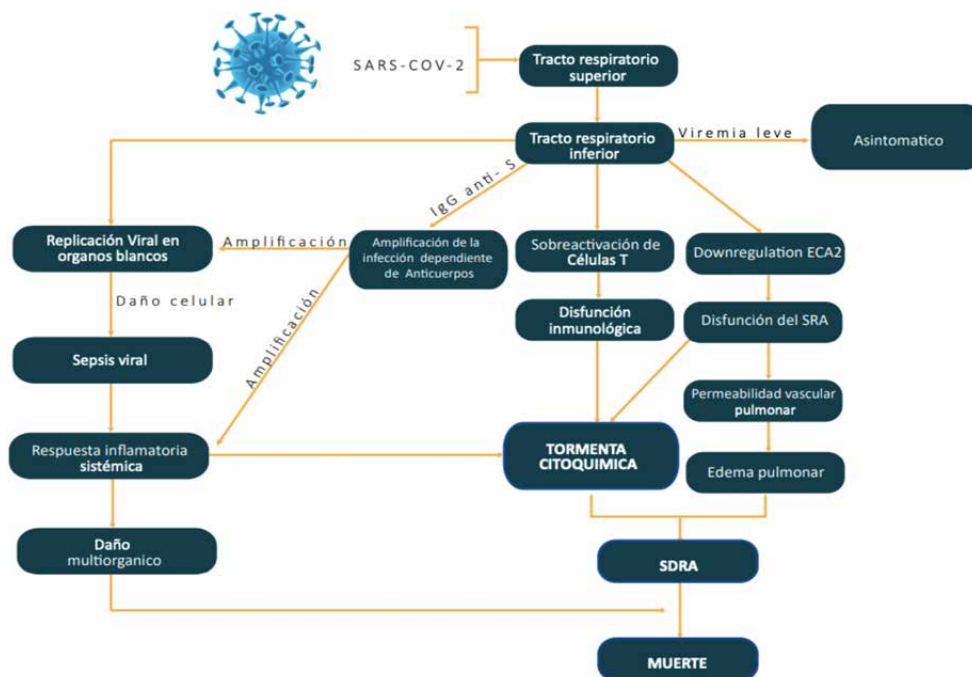 SARS-COV-2
Tracto respiratorio
superior
Tracto respiratorio
inferior
Viremia leve
Asintomatico
IgG anti- S
Replicación Viral en
organos blancos
Amplificación
Amplificación de la
infección dependiente
de Anticuerpos
Sobreactivación de
Células T
Downregulation ECA2
Daño celular
Amplificación
Disfunción
inmunológica
Disfunción del SRA
Sepsis viral
Permeabilidad vascular
pulmonar
Respuesta inflamatoria
sistémica
TORMENTA
CITOQUIMICA
Edema pulmonar
Daño
multiorganico
SDRA
MUERTE